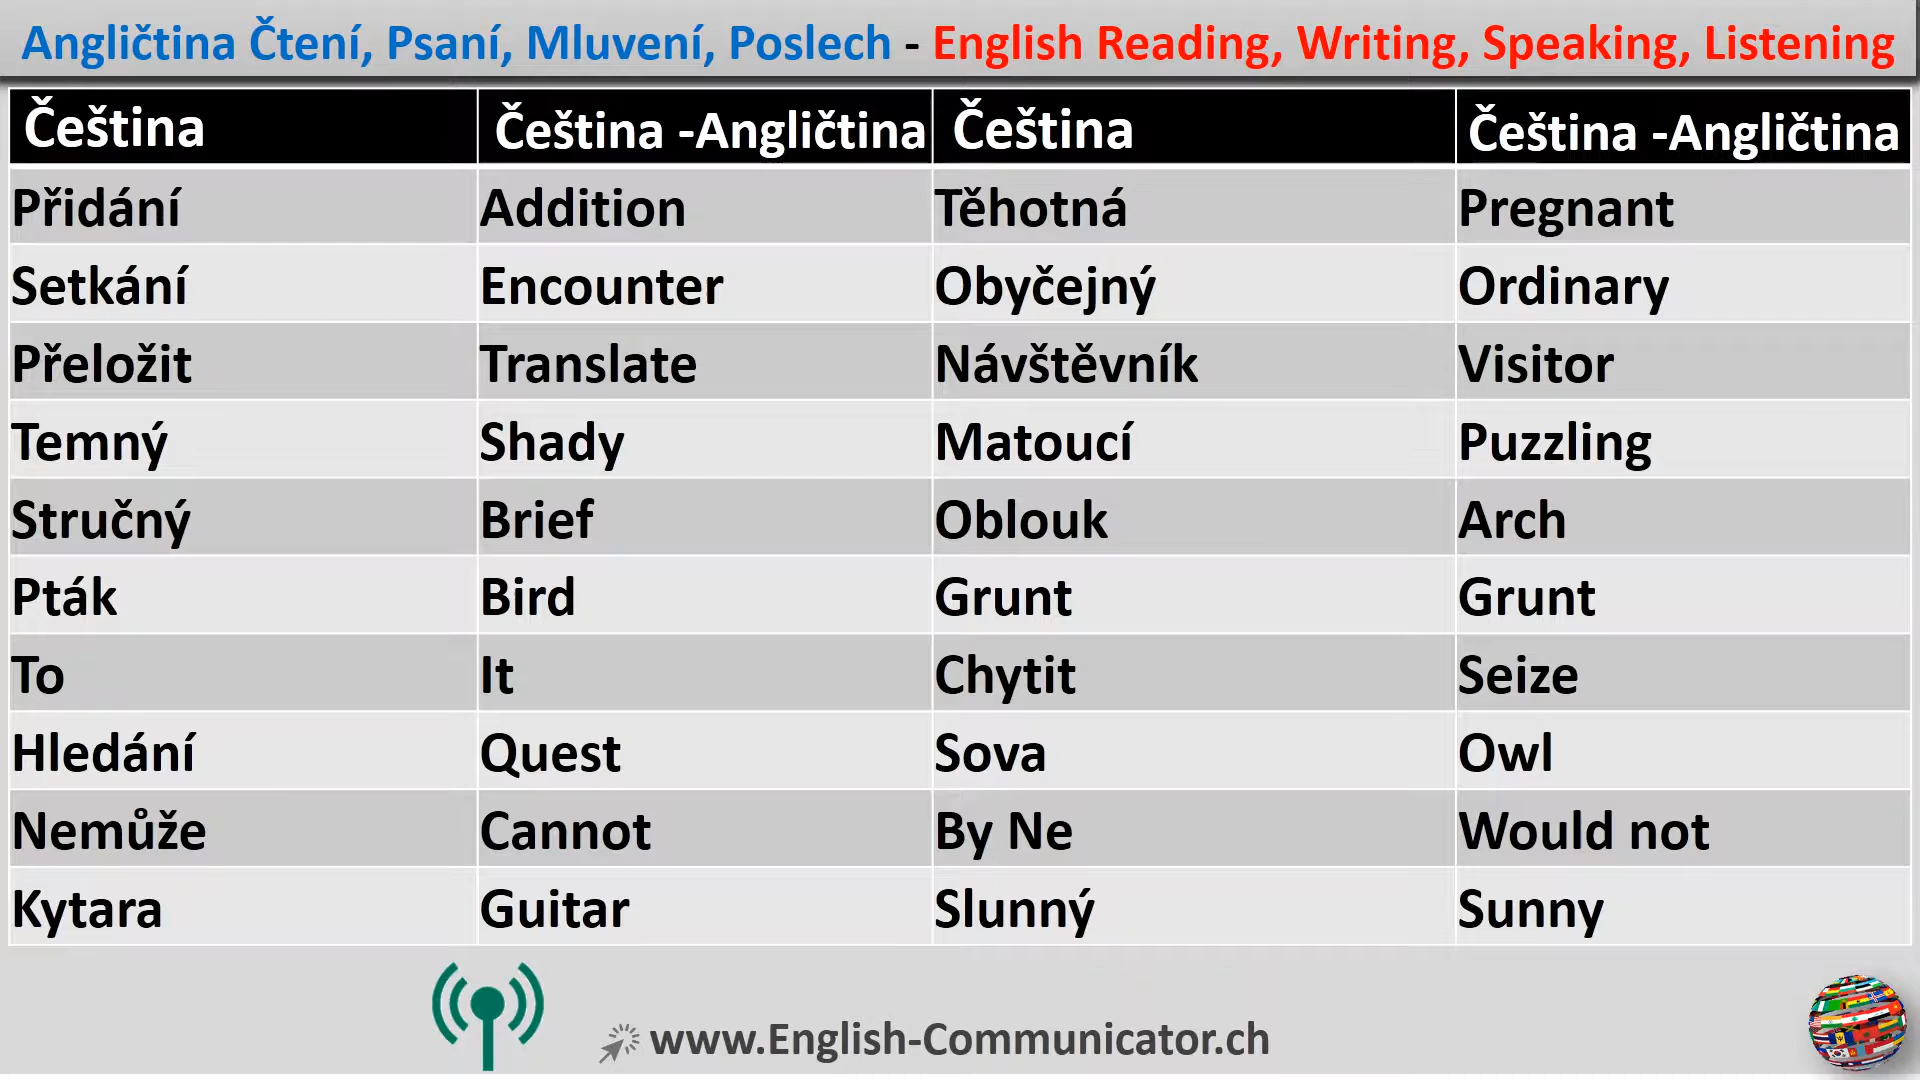 Angličtina Čtení, Psaní, Mluvení, Poslech - English Reading, Writing, Speaking, Listening
Čeština Čeština -Angličtina Čeština Čeština -Angličtina
Přidání Addition Těhotná Pregnant
Setkání Encounter Obyčejný Ordinary
Přeložit Translate Návštěvník Visitor
Temný Shady Matoucí Puzzling
Stručný Brief Oblouk Arch
Pták Bird Grunt Grunt
To It Chytit Seize
Hledání Quest Sova Owl
Nemůže Cannot By Ne Would not
Kytara Guitar Slunný Sunny
www.English-Communicator.ch